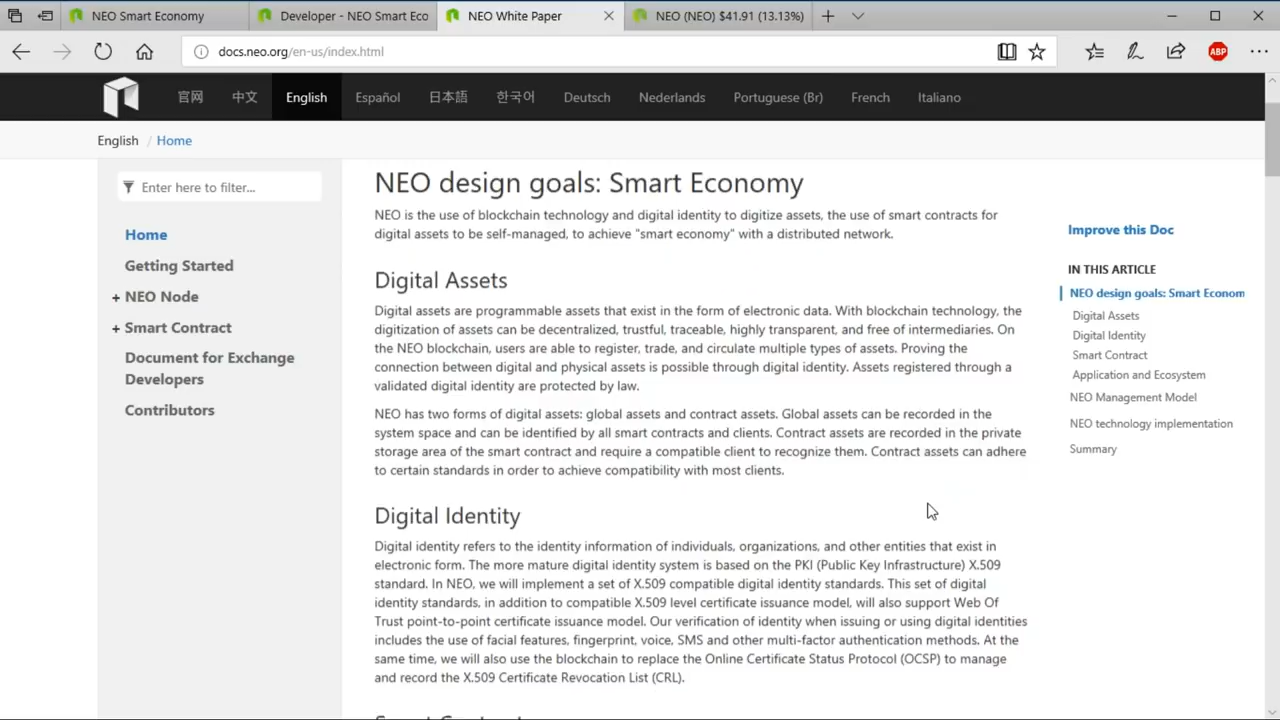 NEO Smart Economy
Developer - NEO Smart Eco
NEO White Paper
NEO (NEO) $41.91 (13.13%)
docs.neo.org/en-us/index.html
ABP
官网
中文
English
Español
日本語
한국어
Deutsch
Nederlands
Portuguese (Br)
French
Italiano
English / Home
Enter here to filter...
Home
Getting Started
+ NEO Node
+ Smart Contract
Document for Exchange
Developers
Contributors
NEO design goals: Smart Economy
NEO is the use of blockchain technology and digital identity to digitize assets, the use of smart contracts for
digital assets to be self-managed, to achieve "smart economy" with a distributed network.
Digital Assets
Digital assets are programmable assets that exist in the form of electronic data. With blockchain technology, the
digitization of assets can be decentralized, trustful, traceable, highly transparent, and free of intermediaries. On
the NEO blockchain, users are able to register, trade, and circulate multiple types of assets. Proving the
connection between digital and physical assets is possible through digital identity. Assets registered through a
validated digital identity are protected by law.
NEO has two forms of digital assets: global assets and contract assets. Global assets can be recorded in the
system space and can be identified by all smart contracts and clients. Contract assets are recorded in the private
storage area of the smart contract and require a compatible client to recognize them. Contract assets can adhere
to certain standards in order to achieve compatibility with most clients.
Digital Identity
Digital identity refers to the identity information of individuals, organizations, and other entities that exist in
electronic form. The more mature digital identity system is based on the PKI (Public Key Infrastructure) X.509
standard. In NEO, we will implement a set of X.509 compatible digital identity standards. This set of digital
identity standards, in addition to compatible X.509 level certificate issuance model, will also support Web Of
Trust point-to-point certificate issuance model. Our verification of identity when issuing or using digital identities
includes the use of facial features, fingerprint, voice, SMS and other multi-factor authentication methods. At the
same time, we will also use the blockchain to replace the Online Certificate Status Protocol (OCSP) to manage
and record the X.509 Certificate Revocation List (CRL).
Improve this Doc
IN THIS ARTICLE
NEO design goals: Smart Econom
Digital Assets
Digital Identity
Smart Contract
Application and Ecosystem
NEO Management Model
NEO technology implementation
Summary